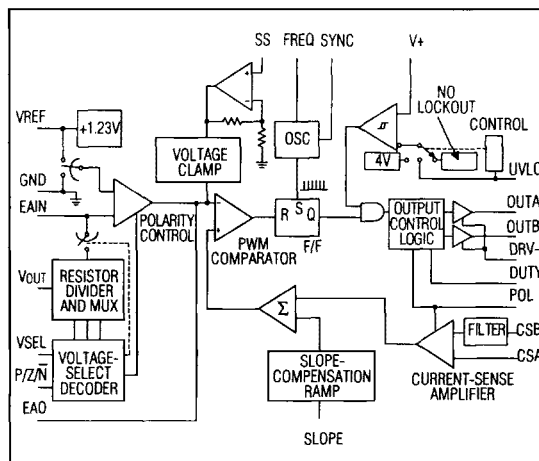 SS FREQ SYNC V+
VREF
+1.23V
NO
LOCKOUT
CONTROL
OSC
VOLTAGE
CLAMP
4V
UVLO
GND
EAIN
POLARITY
CONTROL
R S Q
F/F
PWM
COMPARATOR
OUTPUT
CONTROL
LOGIC
OUTA
OUTB
DRV-
DUTY
POL
VOUT
RESISTOR
DIVIDER
AND MUX
Σ
FILTER
CSB
CSA
VSEL
P/Z/N̅
VOLTAGE-
SELECT
DECODER
SLOPE-
COMPENSATION
RAMP
CURRENT-SENSE
AMPLIFIER
EAO
SLOPE